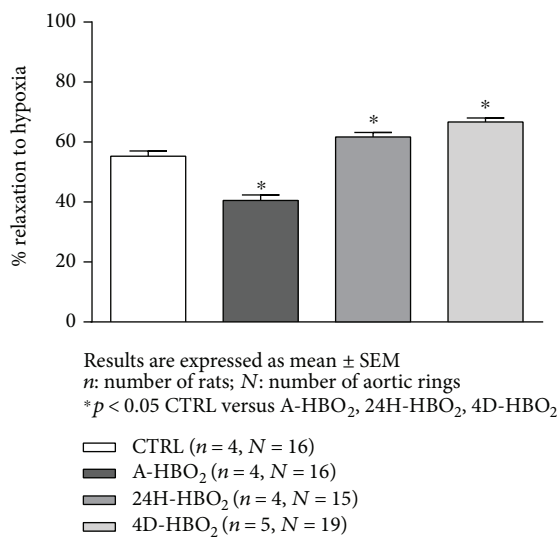 100
80
60
40
20
0
% relaxation to hypoxia
*
*
*
Results are expressed as mean ± SEM
n: number of rats; N: number of aortic rings
*p < 0.05 CTRL versus A-HBO₂, 24H-HBO₂, 4D-HBO₂
CTRL (n = 4, N = 16)
A-HBO₂ (n = 4, N = 16)
24H-HBO₂ (n = 4, N = 15)
4D-HBO₂ (n = 5, N = 19)